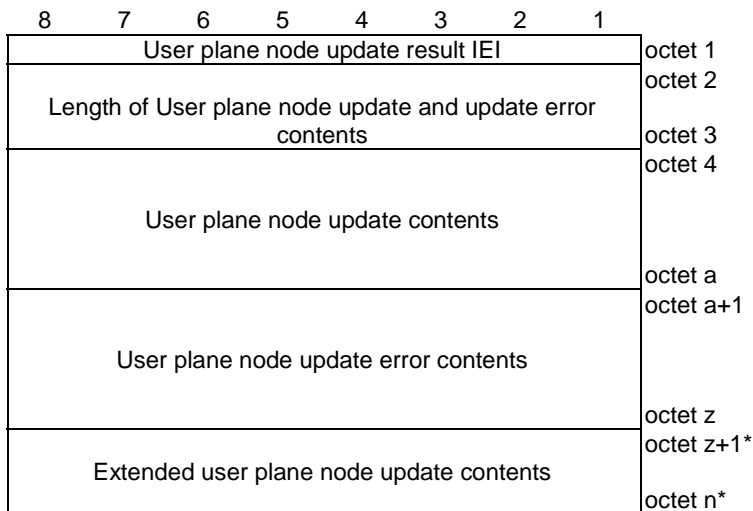 8 7 6 5 4 3 2 1
User plane node update result IEI octet 1
octet 2
Length of User plane node update and update error
contents octet 3
octet 4
User plane node update contents
octet a
octet a+1
User plane node update error contents
octet z
octet z+1*
Extended user plane node update contents
octet n*